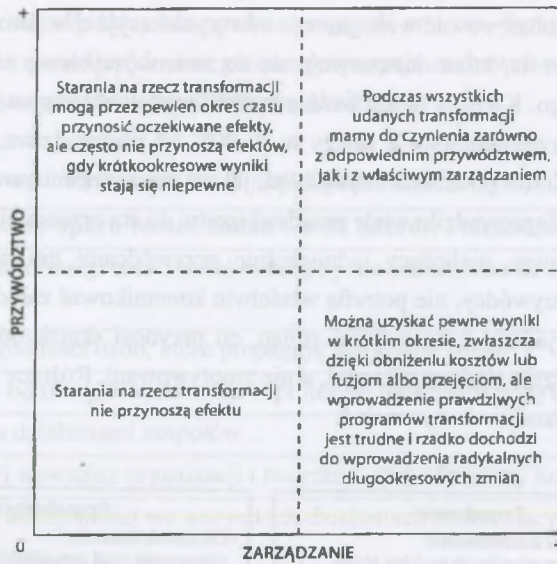 +
Starania na rzecz transformacji
mogą przez pewien okres czasu
przynosić oczekiwane efekty,
ale często nie przynoszą efektów,
gdy krótkookresowe wyniki
stają się niepewne
Podczas wszystkich
udanych transformacji
mamy do czynienia zarówno
z odpowiednim przywództwem,
jak i z właściwym zarządzaniem
PRZYWÓDZTWO
Starania na rzecz transformacji
nie przynoszą efektu
Można uzyskać pewne wyniki
w krótkim okresie, zwłaszcza
dzięki obniżeniu kosztów lub
fuzjom albo przejęciom, ale
wprowadzenie prawdziwych
programów transformacji
jest trudne i rzadko dochodzi
do wprowadzenia radykalnych
długookresowych zmian
0
ZARZĄDZANIE